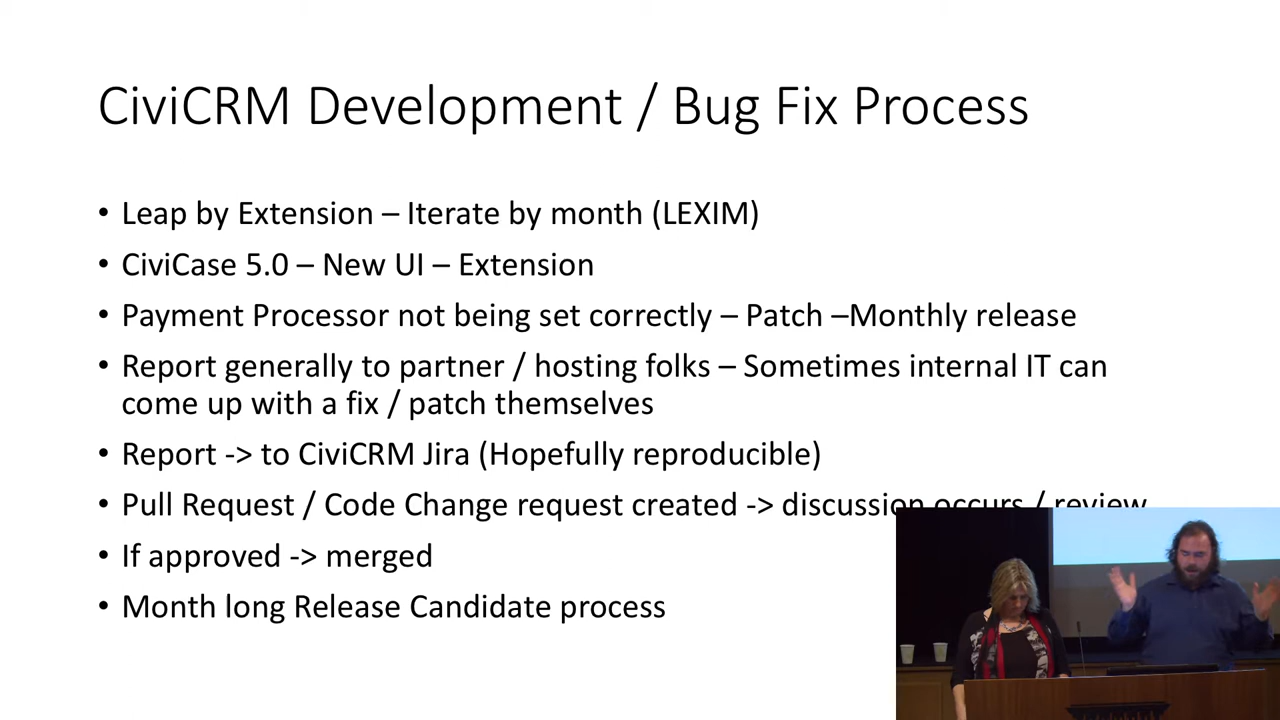 CiviCRM Development / Bug Fix Process
• Leap by Extension – Iterate by month (LEXIM)
• CiviCase 5.0 – New UI – Extension
• Payment Processor not being set correctly – Patch –Monthly release
• Report generally to partner / hosting folks – Sometimes internal IT can
come up with a fix / patch themselves
• Report -> to CiviCRM Jira (Hopefully reproducible)
• Pull Request / Code Change request created -> discussion occurs / review
• If approved -> merged
• Month long Release Candidate process